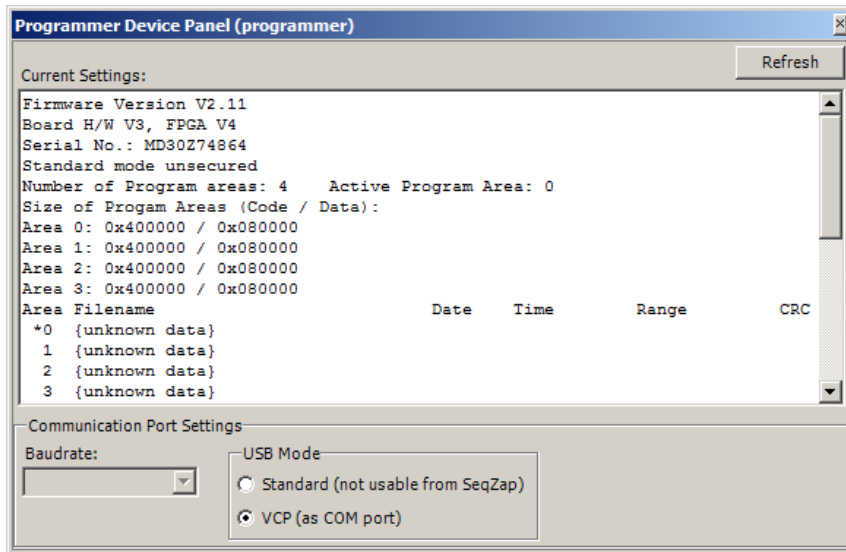 Programmer Device Panel (programmer)
Refresh
Current Settings:
Firmware Version V2.11
Board H/W V3, FPGA V4
Serial No.: MD30Z74864
Standard mode unsecured
Number of Program areas: 4    Active Program Area: 0
Size of Progam Areas (Code / Data):
Area 0: 0x400000 / 0x080000
Area 1: 0x400000 / 0x080000
Area 2: 0x400000 / 0x080000
Area 3: 0x400000 / 0x080000
Area Filename    Date    Time    Range    CRC
*0 {unknown data}
1 {unknown data}
2 {unknown data}
3 {unknown data}
Communication Port Settings
Baudrate:
USB Mode
Standard (not usable from SeqZap)
VCP (as COM port)